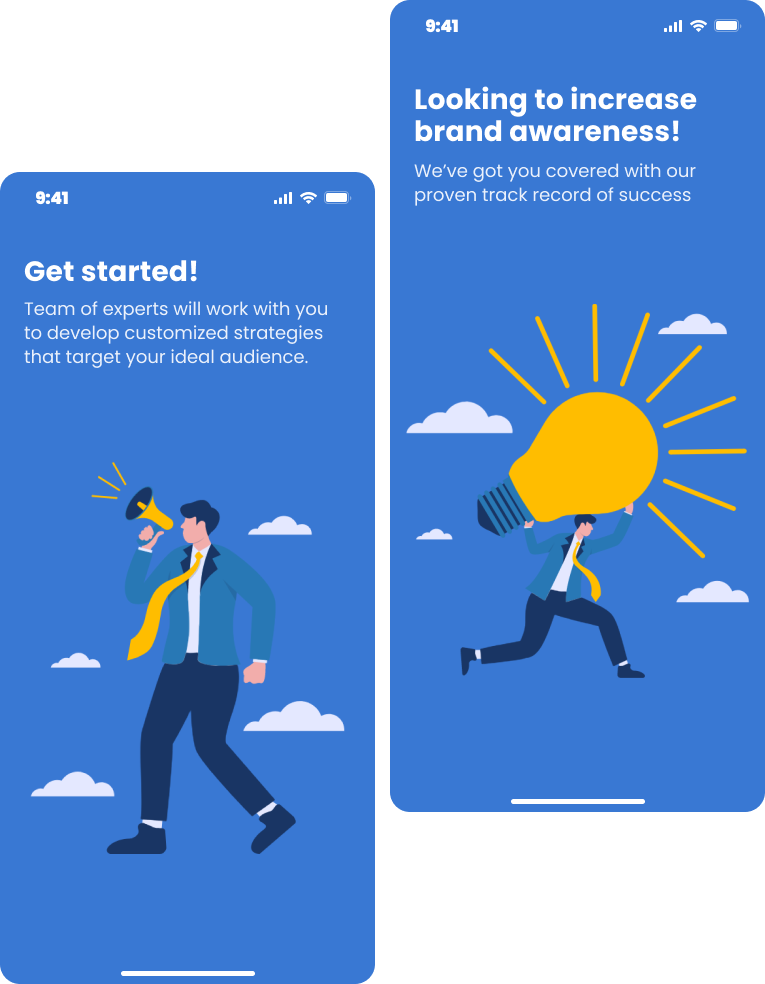 9:41
Get started!
Team of experts will work with you
to develop customized strategies
that target your ideal audience.
9:41
Looking to increase
brand awareness!
We’ve got you covered with our
proven track record of success